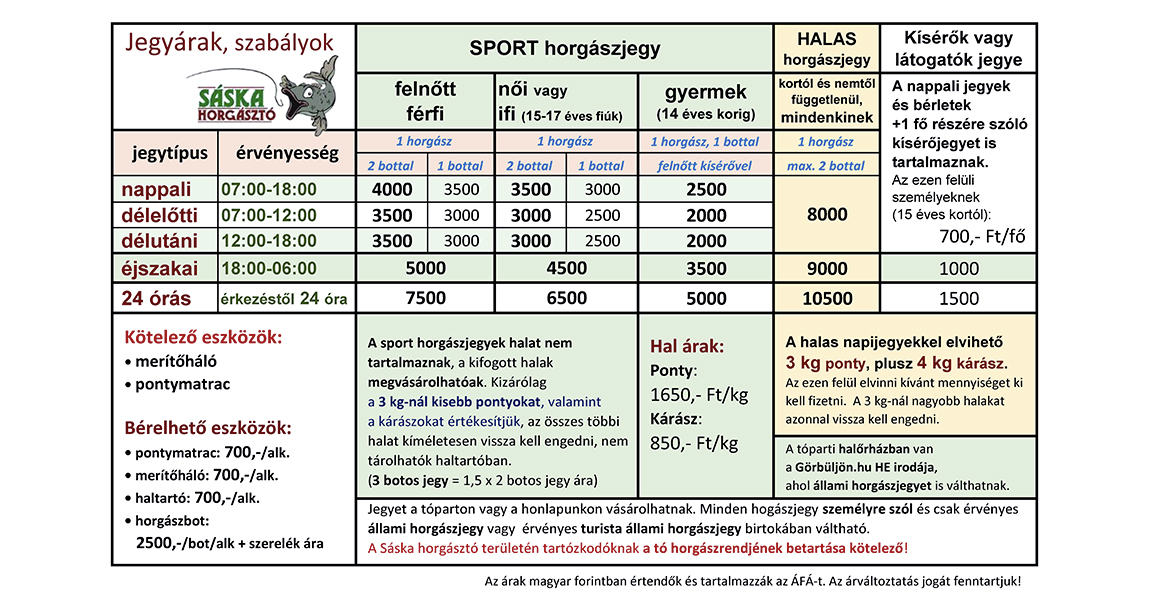 Jegyárak, szabályok
SÁSKA
HORGÁSZTÓ
SPORT horgászjegy
HALAS
horgászjegy
Kísérők vagy
látogatók jegye
felnőtt
férfi
női vagy
ifi (15-17 éves fiúk)
gyermek
(14 éves korig)
kortól és nemtől
függetlenül,
mindenkinek
A nappali jegyek
és bérletek
+1 fő részére szóló
kísérőjegyet is
tartalmaznak.
Az ezen felüli
személyeknek
(15 éves kortól):
700,- Ft/fő
jegytípus érvényesség
1 horgász 1 horgász 1 horgász, 1 bottal 1 horgász
2 bottal 1 bottal 2 bottal 1 bottal felnőtt kísérővel max. 2 bottal
nappali 07:00-18:00 4000 3500 3500 3000 2500
délelőtti 07:00-12:00 3500 3000 3000 2500 2000 8000
délutáni 12:00-18:00 3500 3000 3000 2500 2000
éjszakai 18:00-06:00 5000 4500 3500 9000 1000
24 órás érkezéstől 24 óra 7500 6500 5000 10500 1500
Kötelező eszközök:
• merítőháló
• pontymatrac
Bérelhető eszközök:
• pontymatrac: 700,-/alk.
• merítőháló: 700,-/alk.
• haltartó: 700,-/alk.
• horgászbot:
2500,-/bot/alk + szerelék ára
A sport horgászjegyek halat nem
tartalmaznak, a kifogott halak
megvásárolhatóak. Kizárólag
a 3 kg-nál kisebb pontyokat, valamint
a kárászokat értékesítjük, az összes többi
halat kíméletesen vissza kell engedni, nem
tárolhatók haltartóban.
(3 botos jegy = 1,5 x 2 botos jegy ára)
Hal árak:
Ponty:
1650,- Ft/kg
Kárász:
850,- Ft/kg
A halas napijegyekkel elvihető
3 kg ponty, plusz 4 kg kárász.
Az ezen felül elvinni kívánt mennyiséget ki
kell fizetni. A 3 kg-nál nagyobb halakat
azonnal vissza kell engedni.
A tóparti halőrházban van
a Görbüljön.hu HE irodája,
ahol állami horgászjegyet is válthatnak.
Jegyet a tóparton vagy a honlapunkon vásárolhatnak. Minden hogászjegy személyre szól és csak érvényes
állami horgászjegy vagy érvényes turista állami horgászjegy birtokában váltható.
A Sáska horgásztó területén tartózkodóknak a tó horgászrendjének betartása kötelező!
Az árak magyar forintban értendők és tartalmazzák az ÁFÁ-t. Az árváltoztatás jogát fenntartjuk!